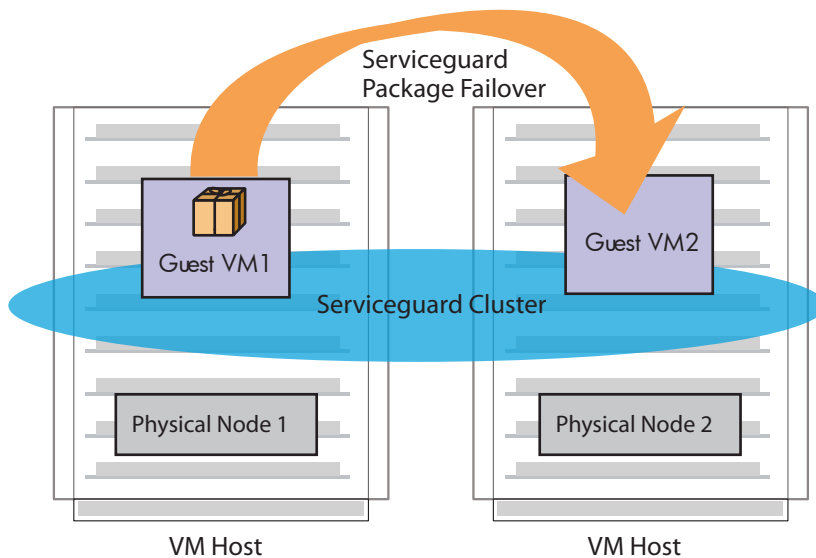 Serviceguard
Package Failover
Guest VM1
Guest VM2
Serviceguard Cluster
Physical Node 1
Physical Node 2
VM Host
VM Host